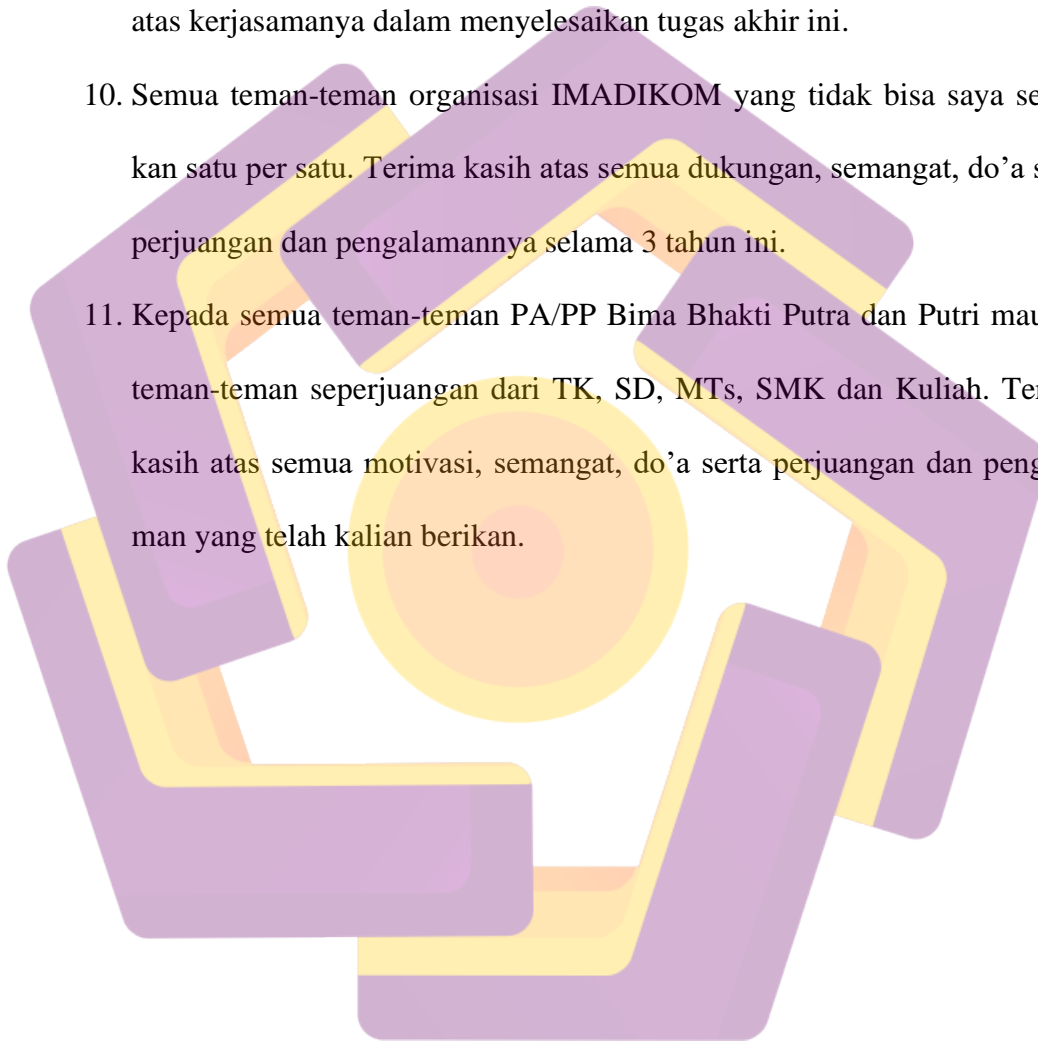 atas kerjasamanya dalam menyelesaikan tugas akhir ini.
10. Semua teman-teman organisasi IMADIKOM yang tidak bisa saya se
kan satu per satu. Terima kasih atas semua dukungan, semangat, do’a s
perjuangan dan pengalamannya selama 3 tahun ini.
11. Kepada semua teman-teman PA/PP Bima Bhakti Putra dan Putri mau
teman-teman seperjuangan dari TK, SD, MTs, SMK dan Kuliah. Ter
kasih atas semua motivasi, semangat, do’a serta perjuangan dan peng
man yang telah kalian berikan.